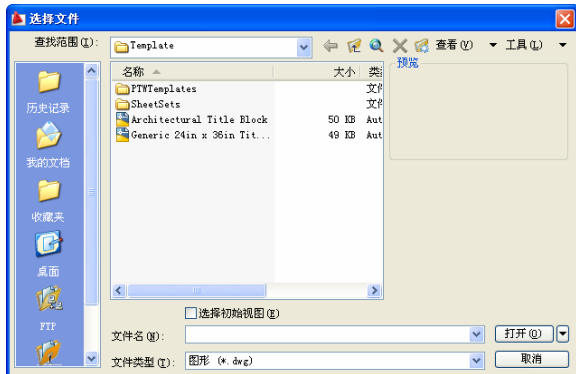 选择文件
查找范围(I):
Template
查看(V)
工具(L)
历史记录
我的文档
收藏夹
桌面
FTP
名称
大小
类
PTWTemplates
文件
SheetSets
文件
Architectural Title Block
50 KB
Aut
Generic 24in x 36in Tit...
49 KB
Aut
预览
选择初始视图(E)
文件名(N):
打开(O)
文件类型(T):
图形 (*.dwg)
取消